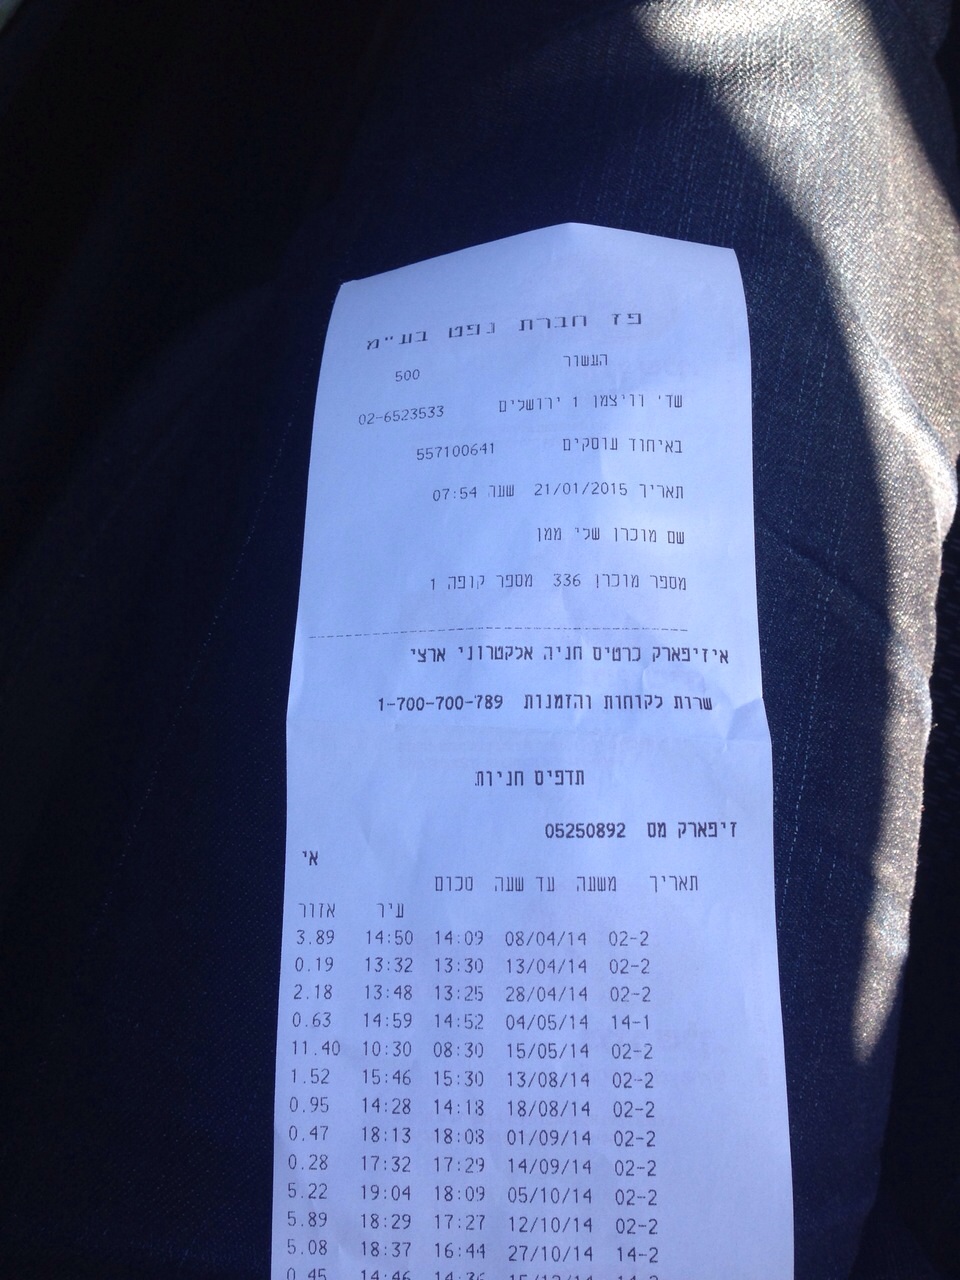 פז חברת נפט בע"מ
העשור 500
שד' וויצמן 1 ירושלים 02-6523533
באיחוד עוסקים 557100641
תאריך 21/01/2015 שעה 07:54
שם מוכרן שלי ממן
מספר מוכרן 336 מספר קופה 1
איזיפארק כרטיס חניה אלקטרוני ארצי
שרות לקוחות והזמנות 1-700-700-789
תדפיס חניות
זיפארק מס 05250892
אי
תאריך משעה עד שעה סכום
עיר אזור
02-2 08/04/14 14:09 14:50 3.89
02-2 13/04/14 13:30 13:32 0.19
02-2 28/04/14 13:25 13:48 2.18
14-1 04/05/14 14:52 14:59 0.63
02-2 15/05/14 08:30 10:30 11.40
02-2 13/08/14 15:30 15:46 1.52
02-2 18/08/14 14:18 14:28 0.95
02-2 01/09/14 18:08 18:13 0.47
02-2 14/09/14 17:29 17:32 0.28
02-2 05/10/14 18:09 19:04 5.22
02-2 12/10/14 17:27 18:29 5.89
14-2 27/10/14 16:44 18:37 5.08
14:36 14:46 0.45